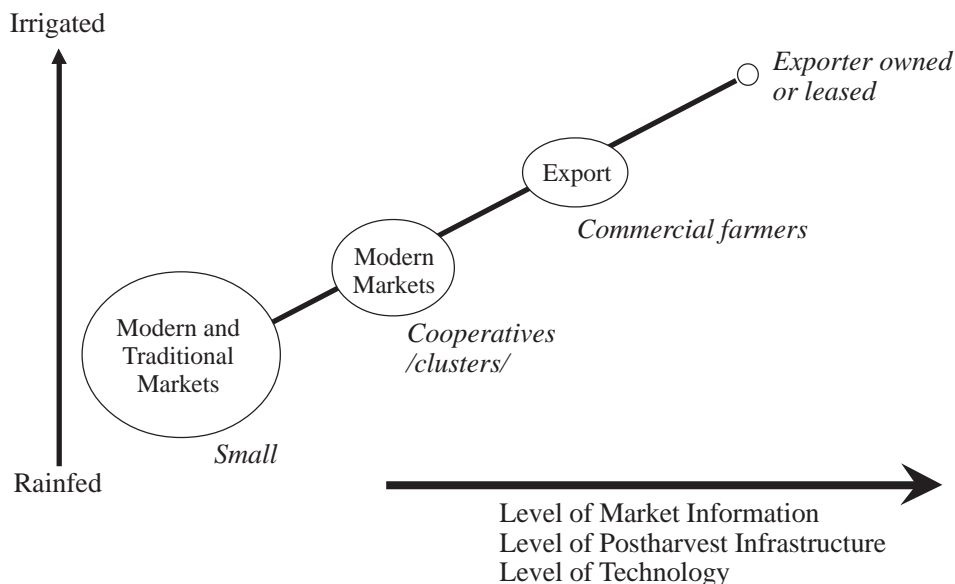 Irrigated
Exporter owned
or leased
Export
Commercial farmers
Modern
Markets
Cooperatives
/clusters/
Modern and
Traditional
Markets
Small
Rainfed
Level of Market Information
Level of Postharvest Infrastructure
Level of Technology